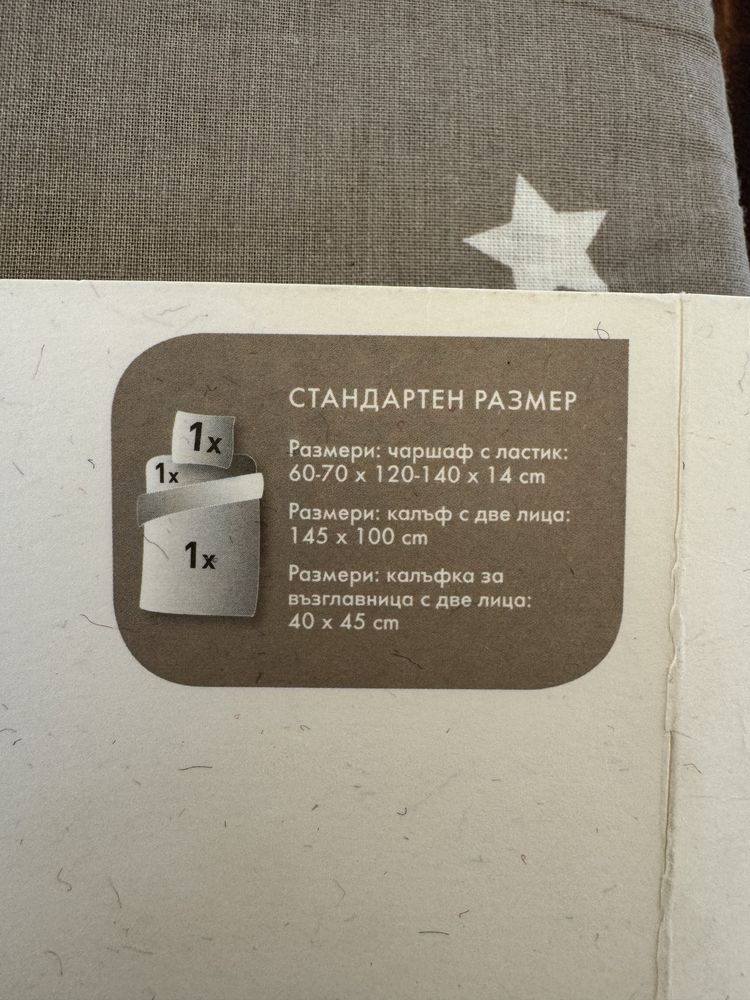 СТАНДАРТЕН РАЗМЕР
1x
1x
1x
Размери: чаршаф с ластик:
60-70 x 120-140 x 14 cm
Размери: калъф с две лица:
145 x 100 cm
Размери: калъфка за
възглавница с две лица:
40 x 45 cm